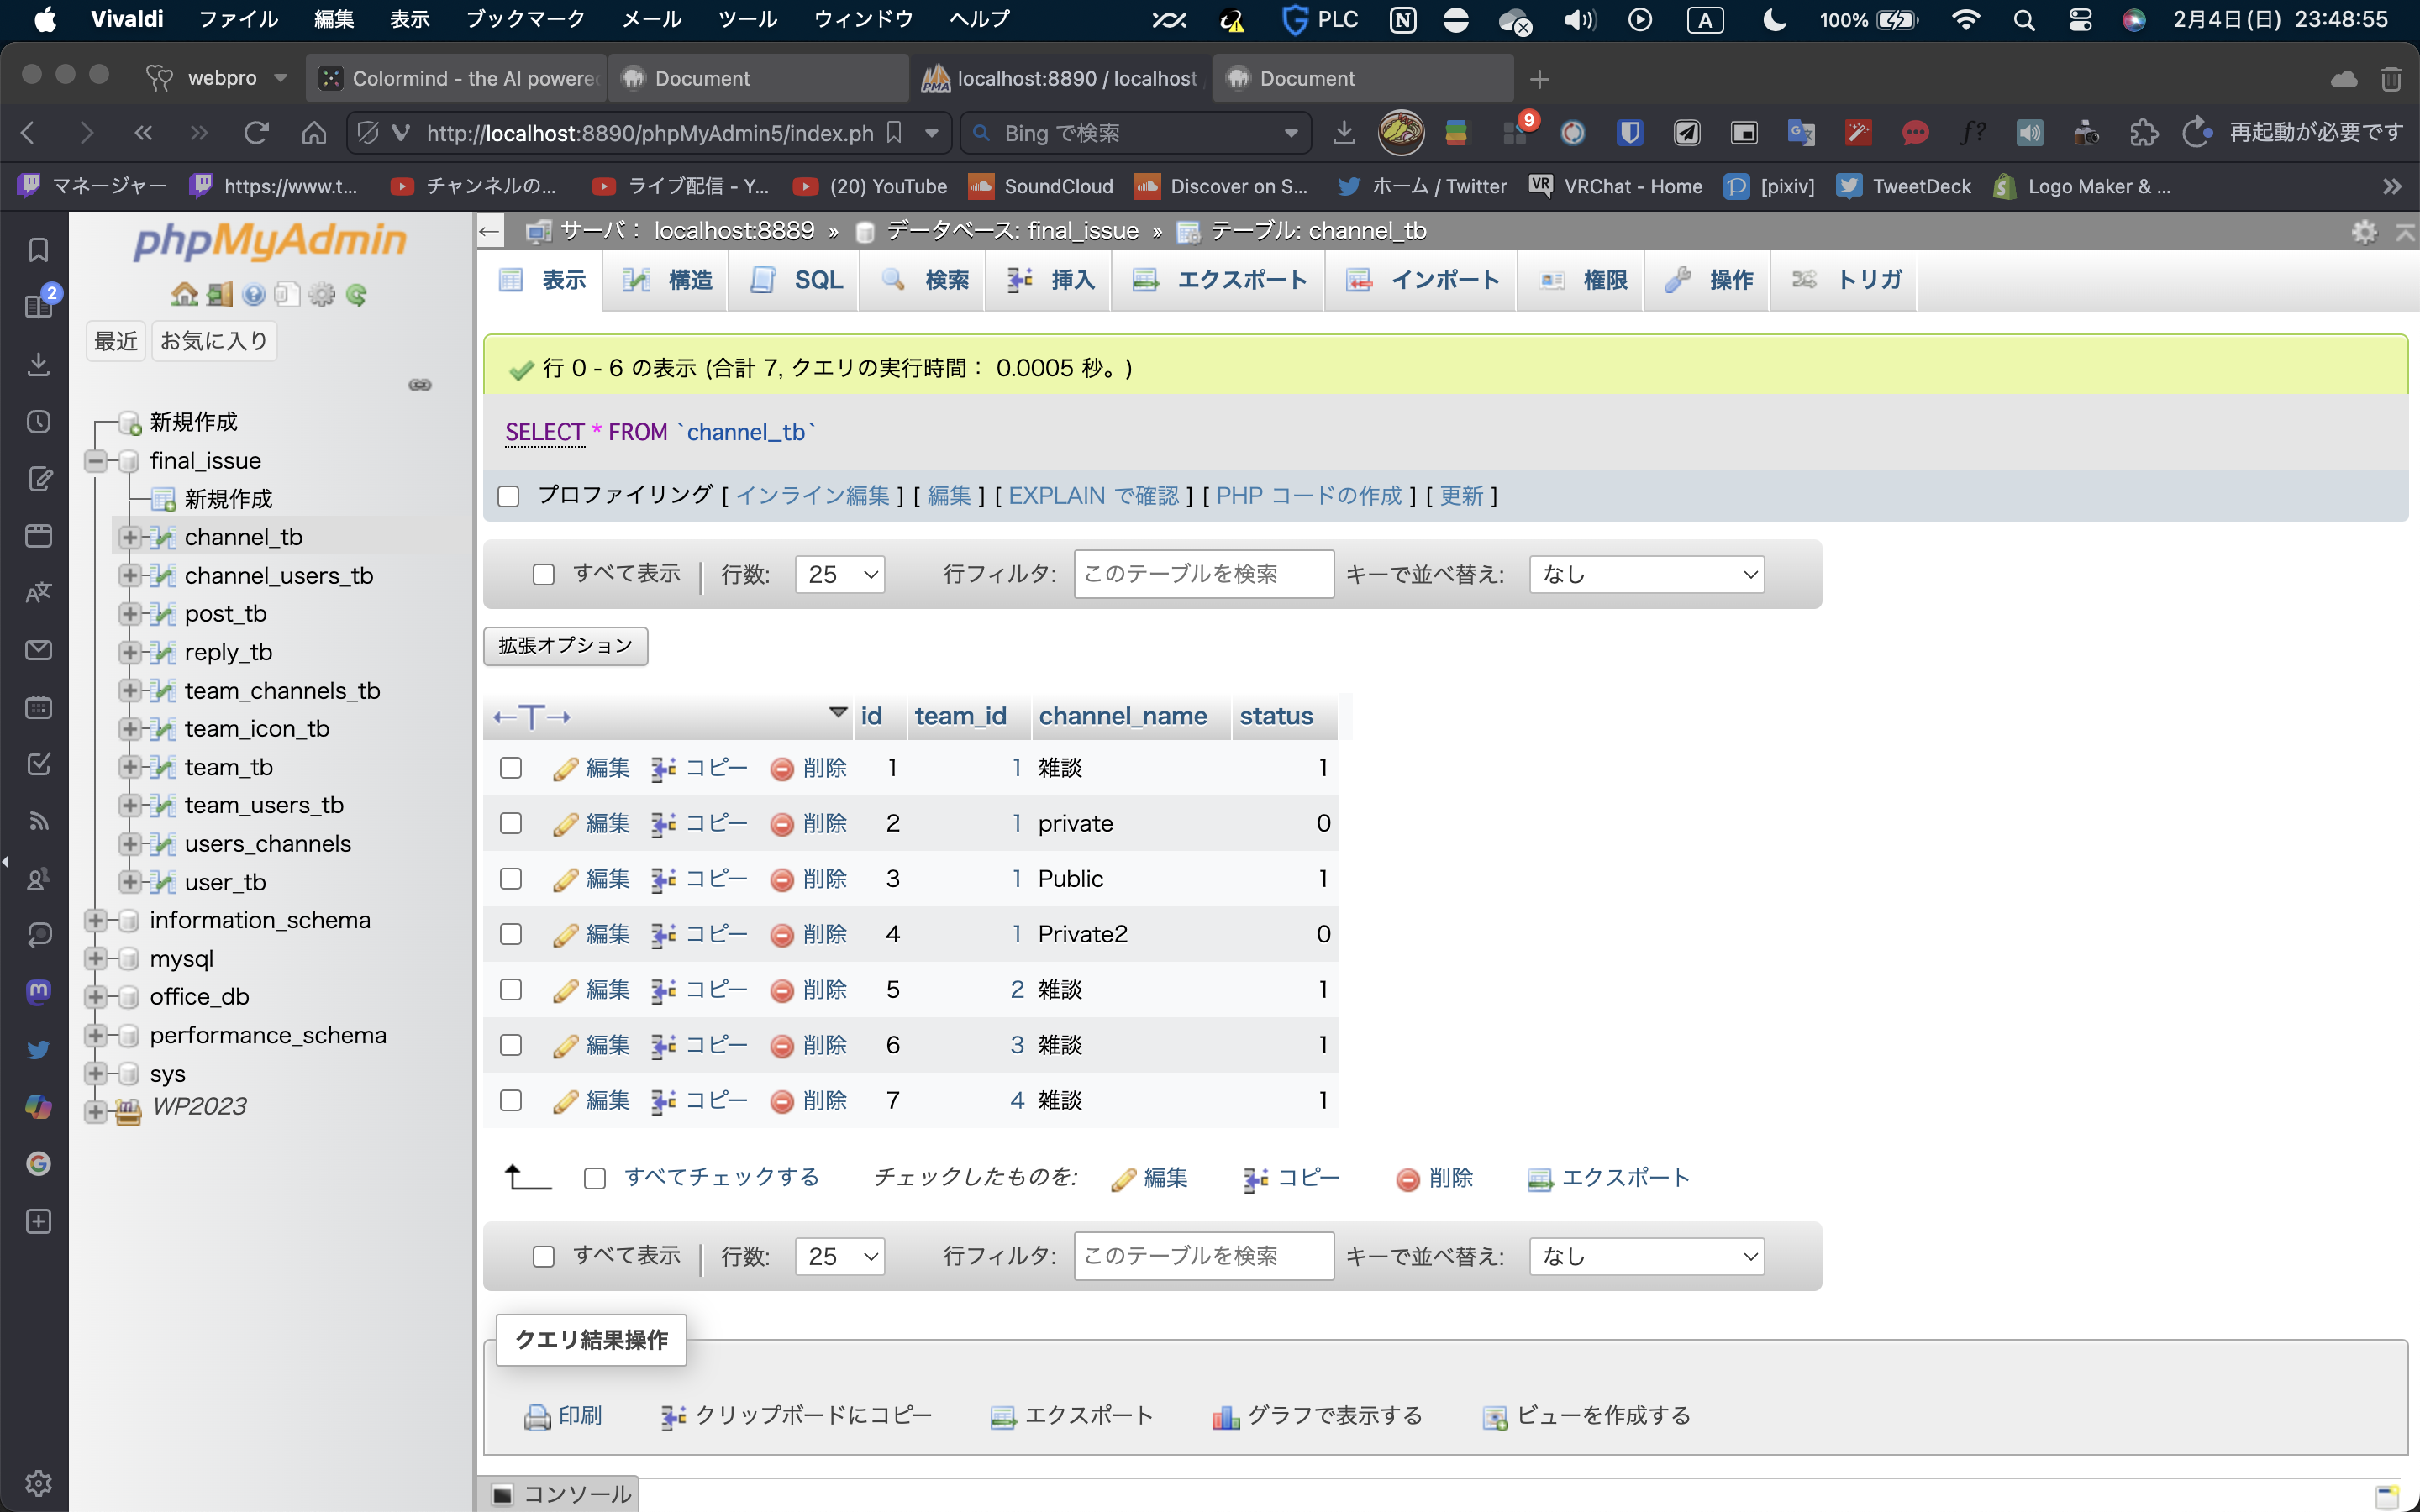 Vivaldi ファイル 編集 表示 ブックマーク メール ツール ウィンドウ ヘルプ PLC A 100% 2月4日(日) 23:48:55
webpro Colormind - the AI powere Document localhost:8890 / localhost Document
http://localhost:8890/phpMyAdmin5/index.ph Bing で検索 9 再起動が必要です
マネージャー https://www.t... チャンネルの... ライブ配信 - Y... (20) YouTube SoundCloud Discover on S... ホーム / Twitter VRChat - Home [pixiv] TweetDeck Logo Maker & ...
phpMyAdmin
2
最近 お気に入り
新規作成
final_issue
新規作成
channel_tb
channel_users_tb
post_tb
reply_tb
team_channels_tb
team_icon_tb
team_tb
team_users_tb
users_channels
user_tb
information_schema
mysql
office_db
performance_schema
sys
WP2023
サーバ: localhost:8889 » データベース: final_issue » テーブル: channel_tb
表示 構造 SQL 検索 挿入 エクスポート インポート 権限 操作 トリガ
行 0 - 6 の表示 (合計 7, クエリの実行時間: 0.0005 秒。)
SELECT * FROM `channel_tb`
プロファイリング [ インライン編集 ] [ 編集 ] [ EXPLAIN で確認 ] [ PHP コードの作成 ] [ 更新 ]
すべて表示 | 行数: 25 行フィルタ: このテーブルを検索 キーで並べ替え: なし
拡張オプション
←T→ id team_id channel_name status
編集 コピー 削除 1 1 雑談 1
編集 コピー 削除 2 1 private 0
編集 コピー 削除 3 1 Public 1
編集 コピー 削除 4 1 Private2 0
編集 コピー 削除 5 2 雑談 1
編集 コピー 削除 6 3 雑談 1
編集 コピー 削除 7 4 雑談 1
すべてチェックする チェックしたものを: 編集 コピー 削除 エクスポート
すべて表示 | 行数: 25 行フィルタ: このテーブルを検索 キーで並べ替え: なし
クエリ結果操作
印刷 クリップボードにコピー エクスポート グラフで表示する ビューを作成する
コンソール